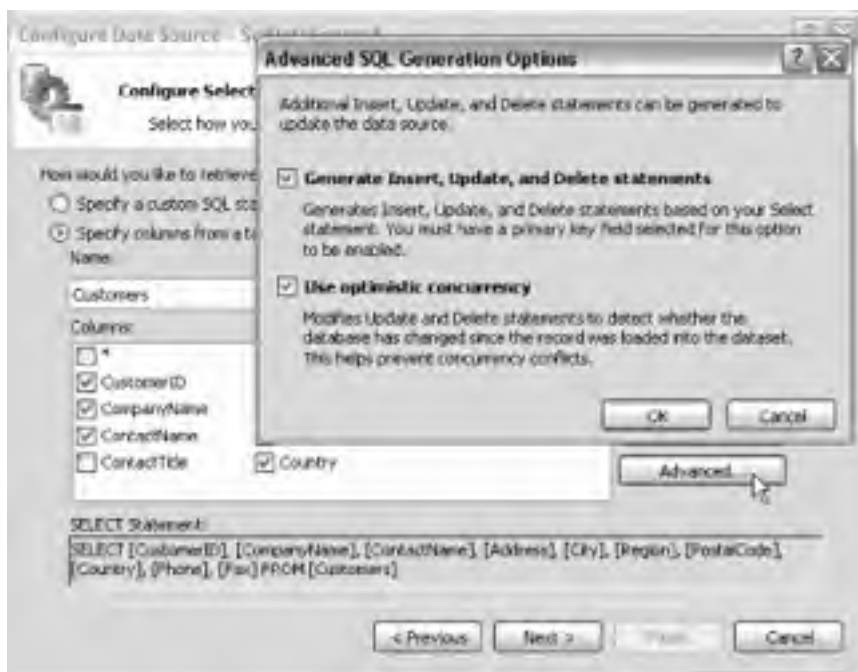 Configure Data Source - 
Advanced SQL Generation Options
Configure Select
Select how you
Additional Insert, Update, and Delete statements can be generated to
update the data source.
How would you like to retrieve
Generate Insert, Update, and Delete statements
Specify a custom SQL sta
Generates Insert, Update, and Delete statements based on your Select
Specify columns from a ta
statement. You must have a primary key field selected for this option
to be enabled.
Name:
Use optimistic concurrency
Customers
Modifies Update and Delete statements to detect whether the
Columns:
database has changed since the record was loaded into the dataset.
*
This helps prevent concurrency conflicts.
CustomerID
CompanyName
OK Cancel
ContactName
ContactTitle Country
Advanced...
SELECT Statement:
SELECT [CustomerID], [CompanyName], [ContactName], [Address], [City], [Region], [PostalCode],
[Country], [Phone], [Fax] FROM [Customers]
< Previous Next > Finish Cancel